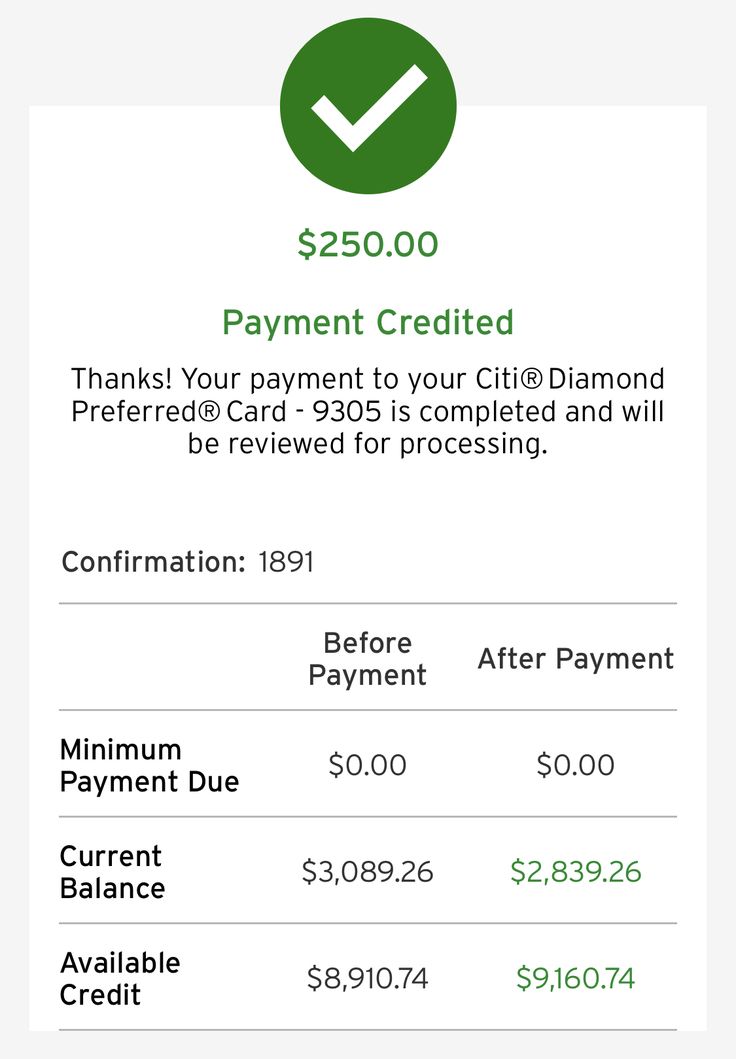 $250.00
Payment Credited
Thanks! Your payment to your Citi® Diamond
Preferred® Card - 9305 is completed and will
be reviewed for processing.
Confirmation: 1891
Before
Payment
After Payment
Minimum
Payment Due
$0.00
$0.00
Current
Balance
$3,089.26
$2,839.26
Available
Credit
$8,910.74
$9,160.74